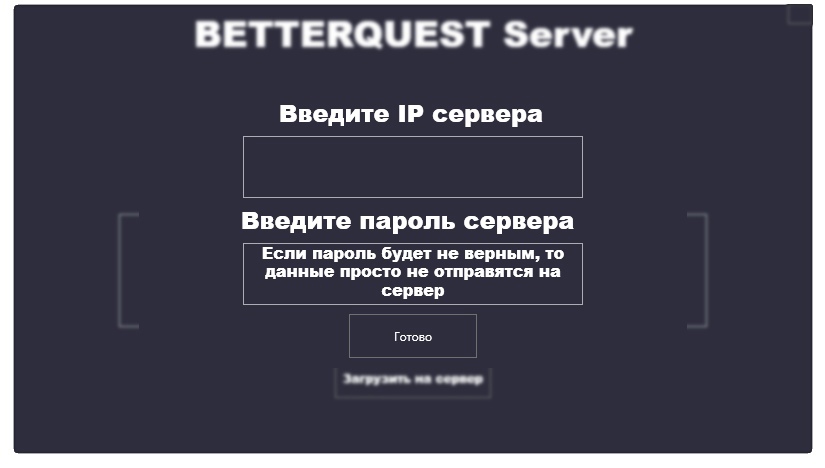 BETTERQUEST Server
Введите IP сервера
Введите пароль сервера
Если пароль будет не верным, то
данные просто не отправятся на
сервер
Готово
Загрузить на сервер